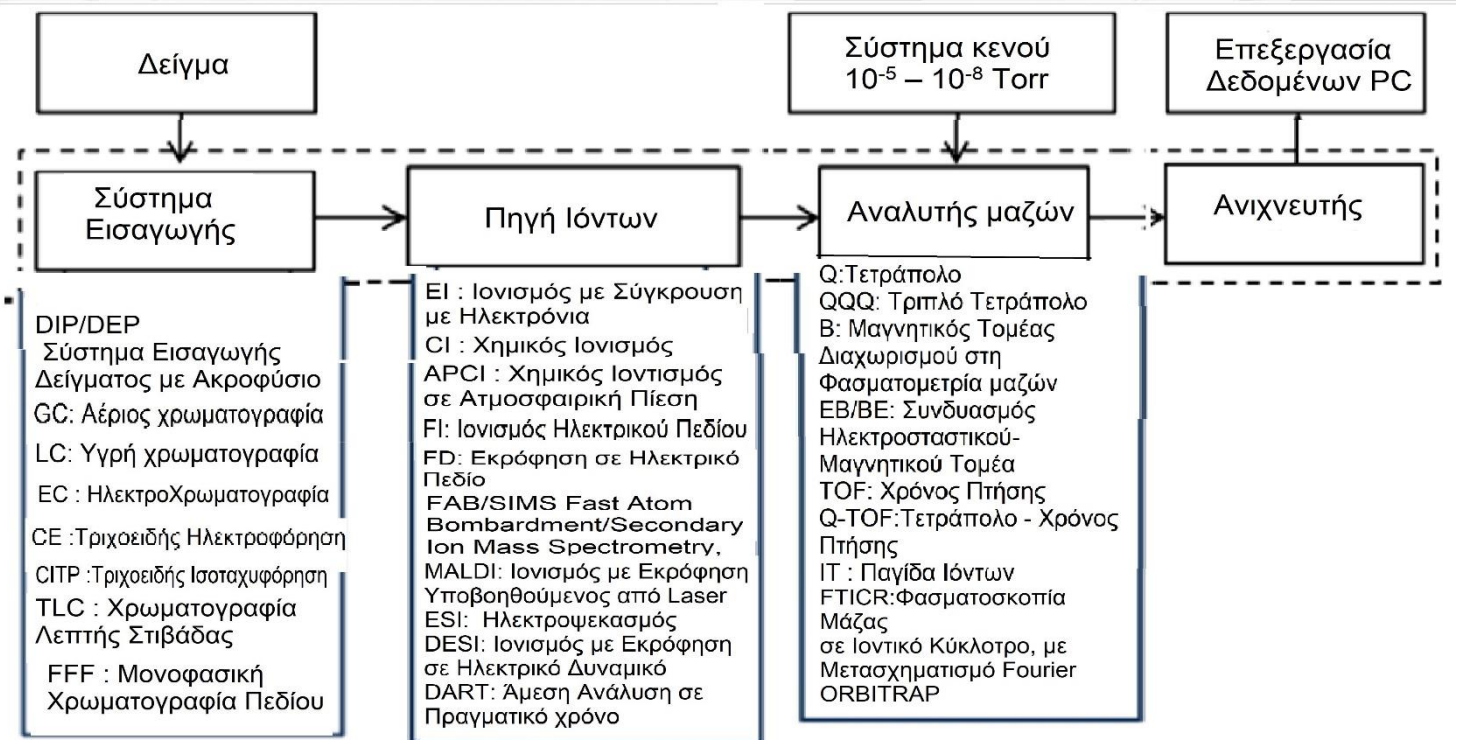 Δείγμα
Σύστημα κενού
10-5 – 10-8 Torr
Επεξεργασία
Δεδομένων PC
Σύστημα
Εισαγωγής
Πηγή Ιόντων
Αναλυτής μαζών
Ανιχνευτής
DIP/DEP
Σύστημα Εισαγωγής
Δείγματος με Ακροφύσιο
GC: Αέριος χρωματογραφία
LC: Υγρή χρωματογραφία
EC : ΗλεκτροΧρωματογραφία
CE :Τριχοειδής Ηλεκτροφόρηση
CITP :Τριχοειδής Ισοταχυφόρηση
TLC : Χρωματογραφία
Λεπτής Στιβάδας
FFF : Μονοφασική
Χρωματογραφία Πεδίου
EI : Ιονισμός με Σύγκρουση
με Ηλεκτρόνια
CI : Χημικός Ιονισμός
APCI : Χημικός Ιοντισμός
σε Ατμοσφαιρική Πίεση
FI: Ιονισμός Ηλεκτρικού Πεδίου
FD: Εκρόφηση σε Ηλεκτρικό
Πεδίο
FAB/SIMS Fast Atom
Bombardment/Secondary
Ion Mass Spectrometry,
MALDI: Ιονισμός με Εκρόφηση
Υποβοηθούμενος από Laser
ESI: Ηλεκτροψεκασμός
DESI: Ιονισμός με Εκρόφηση
σε Ηλεκτρικό Δυναμικό
DART: Άμεση Ανάλυση σε
Πραγματικό χρόνο
Q:Τετράπολο
QQQ: Τριπλό Τετράπολο
B: Μαγνητικός Τομέας
Διαχωρισμού στη
Φασματομετρία μαζών
EB/BE: Συνδυασμός
Ηλεκτροσταστικού-
Μαγνητικού Τομέα
TOF: Χρόνος Πτήσης
Q-TOF:Τετράπολο - Χρόνος
Πτήσης
IT : Παγίδα Ιόντων
FTICR:Φασματοσκοπία
Μάζας
σε Ιοντικό Κύκλοτρο, με
Μετασχηματισμό Fourier
ORBITRAP